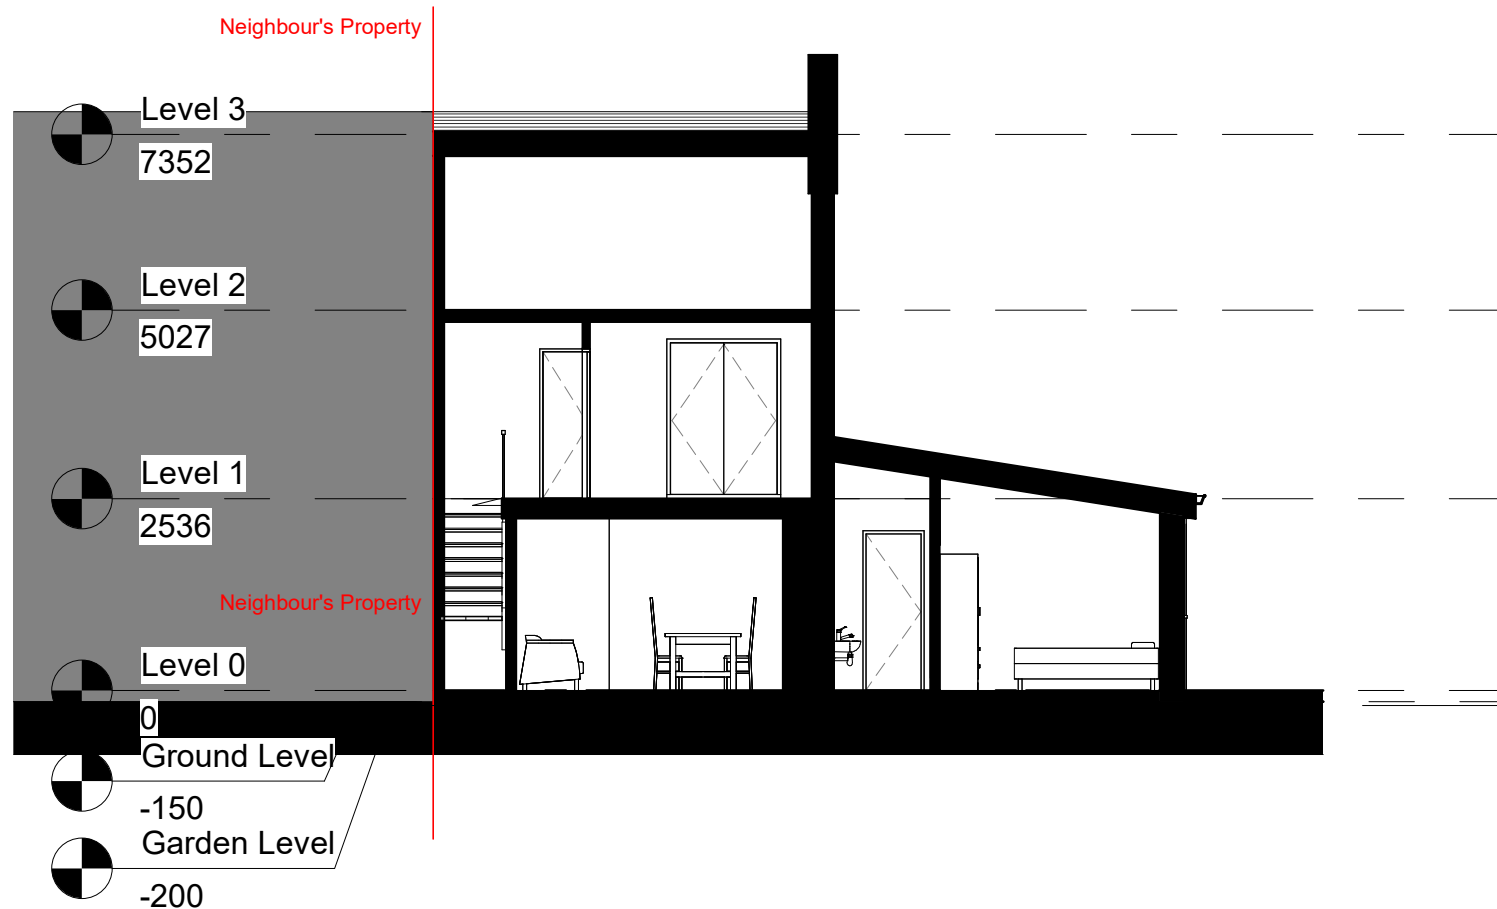 Neighbour's Property
Level 3
7352
Level 2
5027
Level 1
2536
Neighbour's Property
Level 0
0
Ground Level
-150
Garden Level
-200